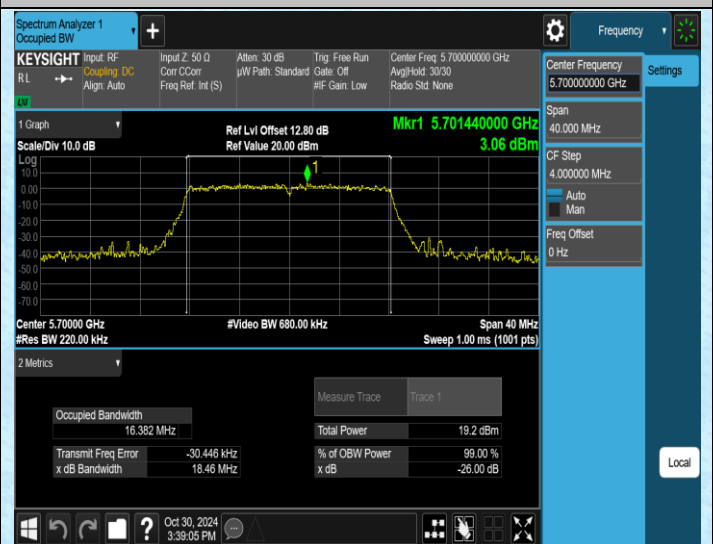 Spectrum Analyzer 1
Occupied BW
+
Frequency
KEYSIGHT
RL
LNI
Input: RF
Coupling: DC
Align: Auto
Input Z: 50 Ω
Corr CCorr
Freq Ref: Int (S)
Atten: 30 dB
µW Path: Standard
Trig: Free Run
Gate: Off
#IF Gain: Low
Center Freq: 5.700000000 GHz
Avg|Hold: 30/30
Radio Std: None
1 Graph
Scale/Div 10.0 dB
Ref Lvl Offset 12.80 dB
Ref Value 20.00 dBm
Mkr1 5.701440000 GHz
3.06 dBm
Log
10.0
0.00
-10.0
-20.0
-30.0
-40.0
-50.0
-60.0
-70.0
1
Center 5.70000 GHz
#Video BW 680.00 kHz
Span 40 MHz
#Res BW 220.00 kHz
Sweep 1.00 ms (1001 pts)
2 Metrics
Measure Trace
Trace 1
Occupied Bandwidth
16.382 MHz
Total Power
19.2 dBm
Transmit Freq Error
-30.446 kHz
% of OBW Power
99.00 %
x dB Bandwidth
18.46 MHz
x dB
-26.00 dB
Center Frequency
5.700000000 GHz
Settings
Span
40.000 MHz
CF Step
4.000000 MHz
Auto
Man
Freq Offset
0 Hz
Local
?
Oct 30, 2024
3:39:05 PM